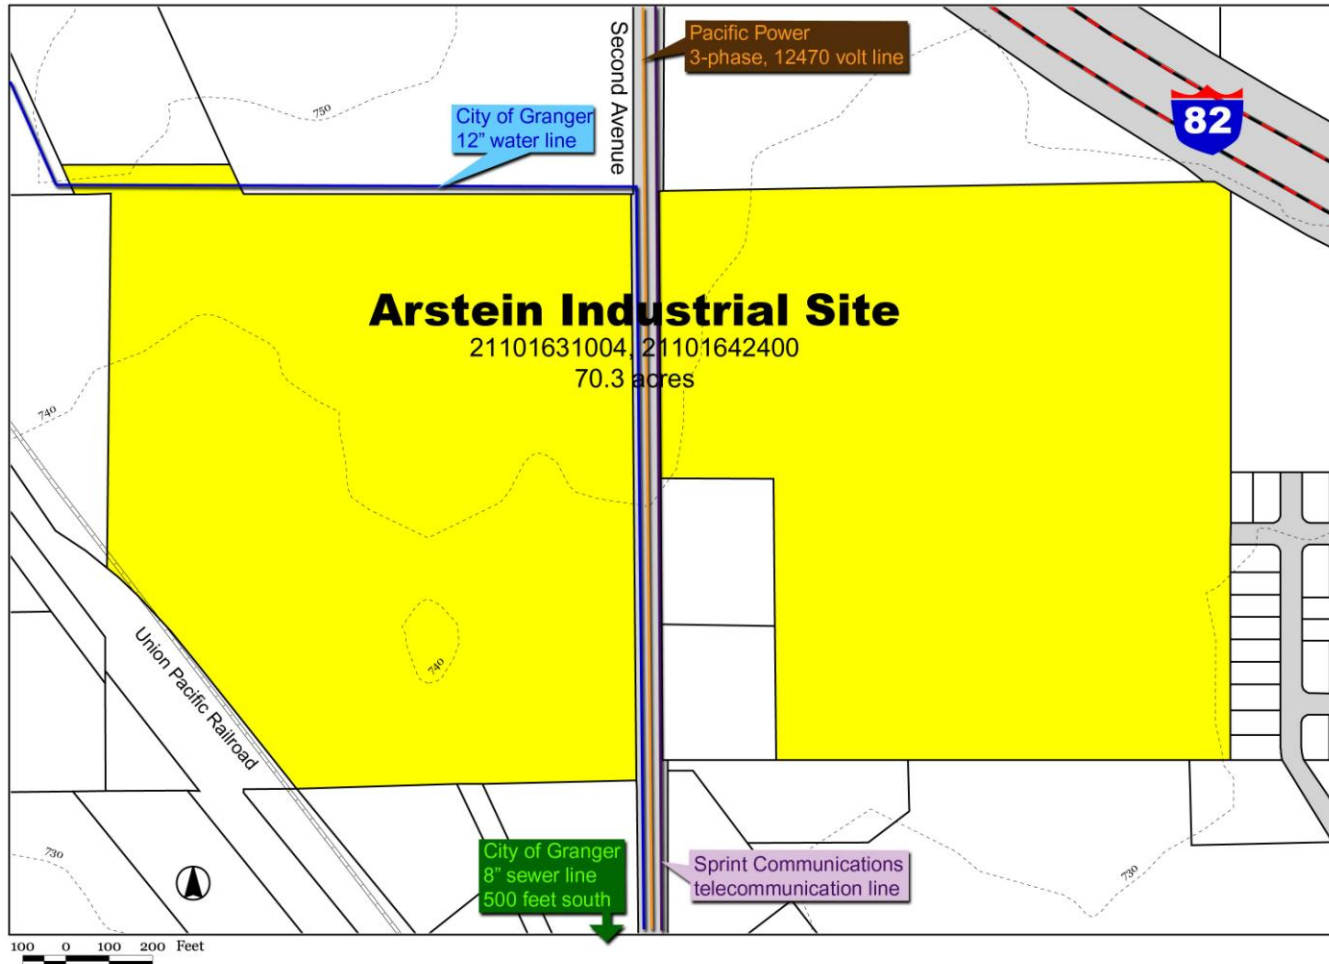 Pacific Power
3-phase, 12470 volt line
Second Avenue
750
City of Granger
12” water line
82
Arstein Industrial Site
21101631004, 21101642400
70.3 acres
740
740
Union Pacific Railroad
City of Granger
8” sewer line
500 feet south
Sprint Communications
telecommunication line
730
730
100 0 100 200 Feet